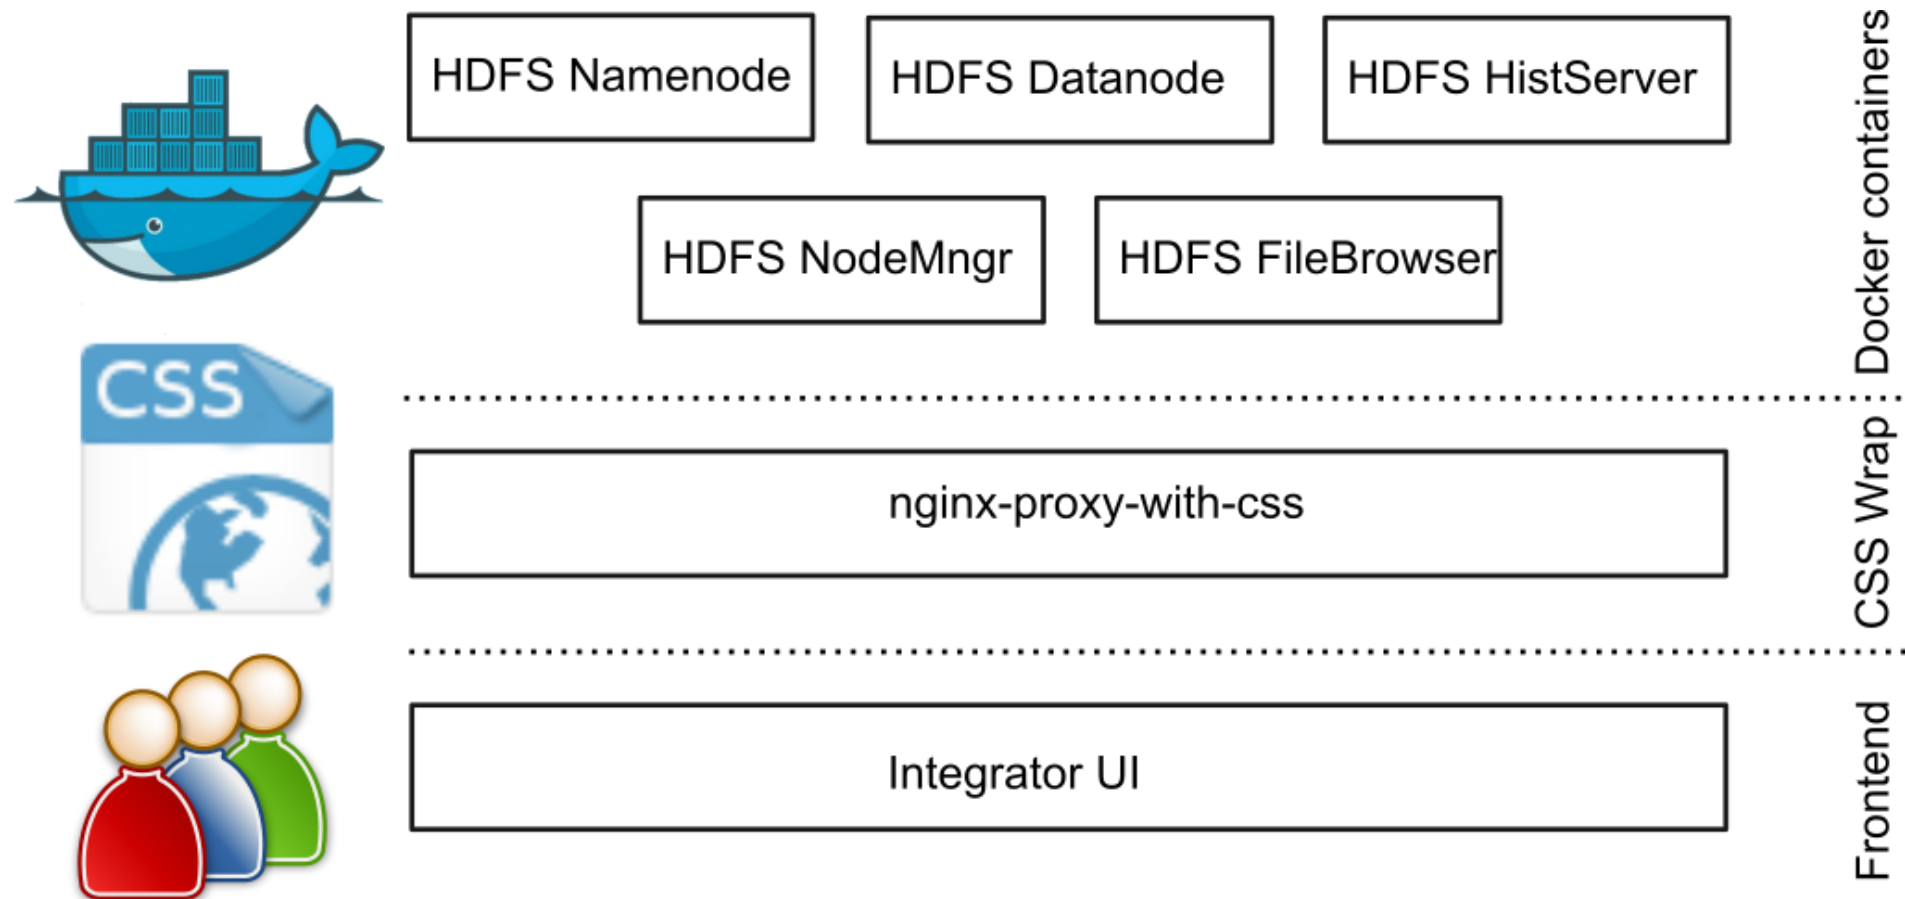 HDFS Namenode
HDFS Datanode
HDFS HistServer
HDFS NodeMngr
HDFS FileBrowser
Docker containers
CSS
nginx-proxy-with-css
CSS Wrap
Integrator UI
Frontend